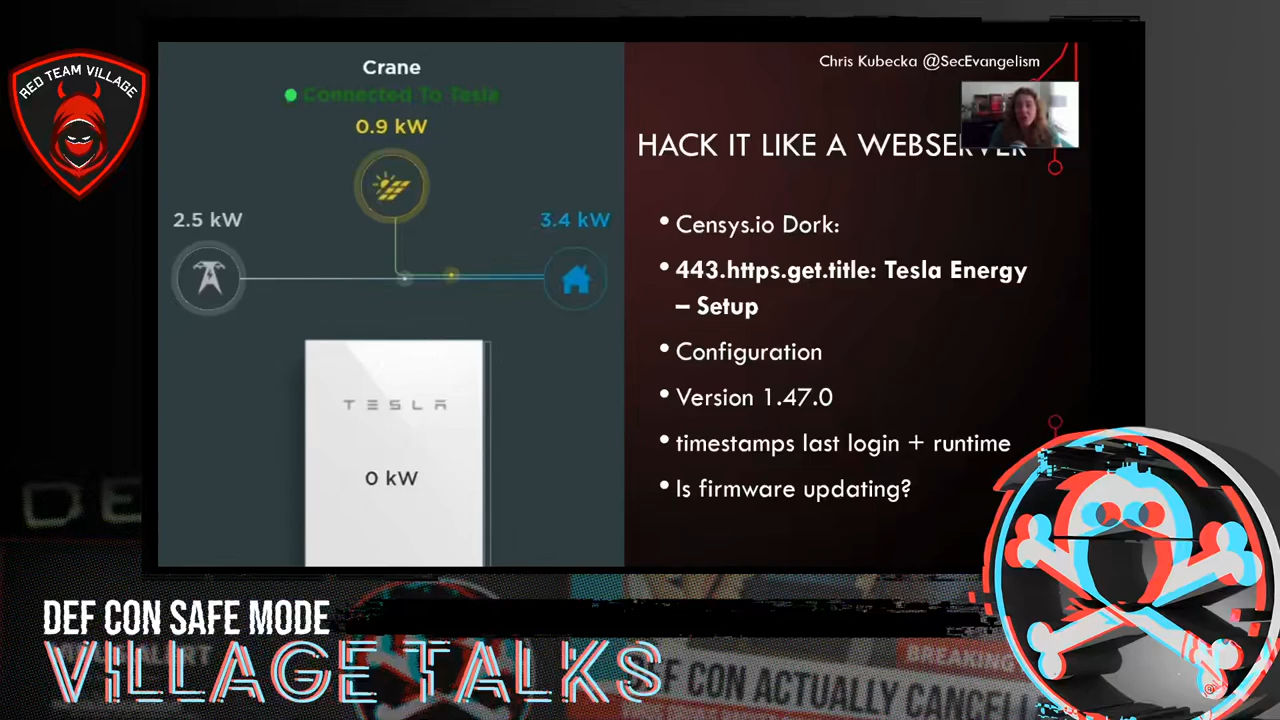 RED TEAM VILLAGE
Crane
Connected To Tesla
0.9 kW
2.5 kW
3.4 kW
TESLA
0 kW
Chris Kubecka @SecEvangelism
HACK IT LIKE A WEBSERVER
• Censys.io Dork:
• 443.https.get.title: Tesla Energy
– Setup
• Configuration
• Version 1.47.0
• timestamps last login + runtime
• Is firmware updating?
DE
DEF CON SAFE MODE
VILLAGE TALKS
BREAKING
EF CON ACTUALLY CANCELL